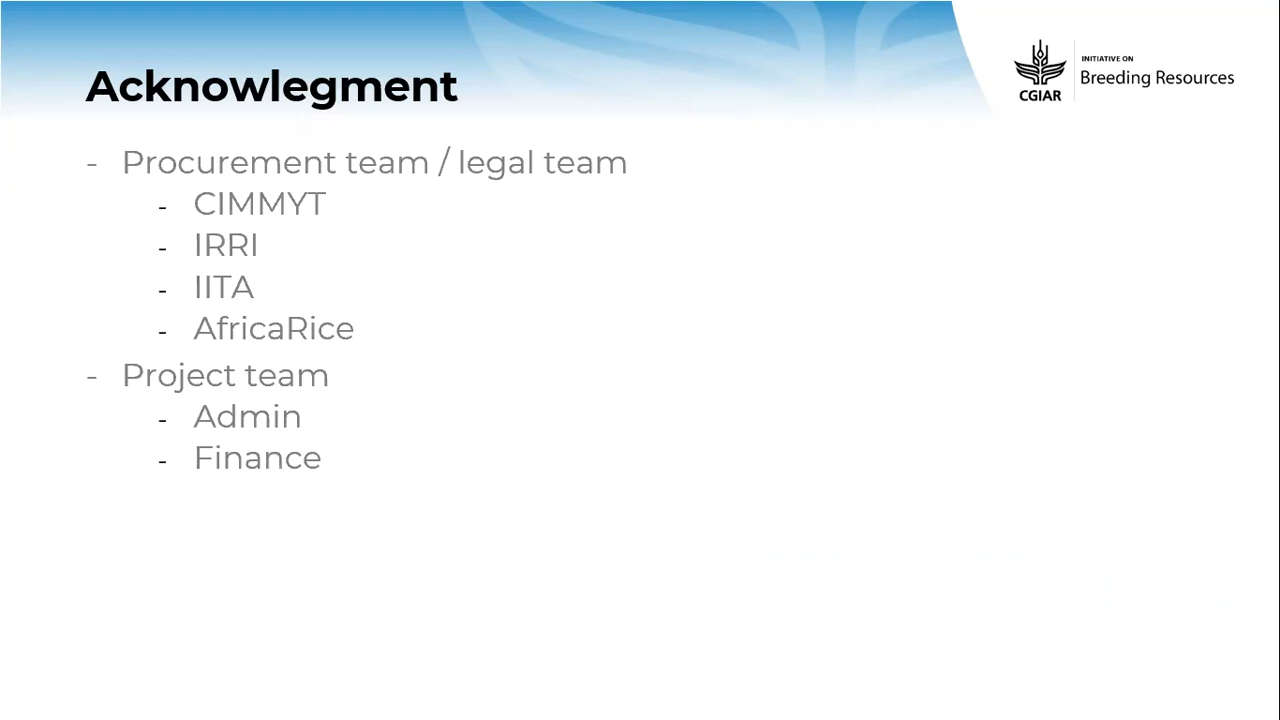 Acknowlegment
CGIAR
INITIATIVE ON
Breeding Resources
- Procurement team / legal team
- CIMMYT
- IRRI
- IITA
- AfricaRice
- Project team
- Admin
- Finance